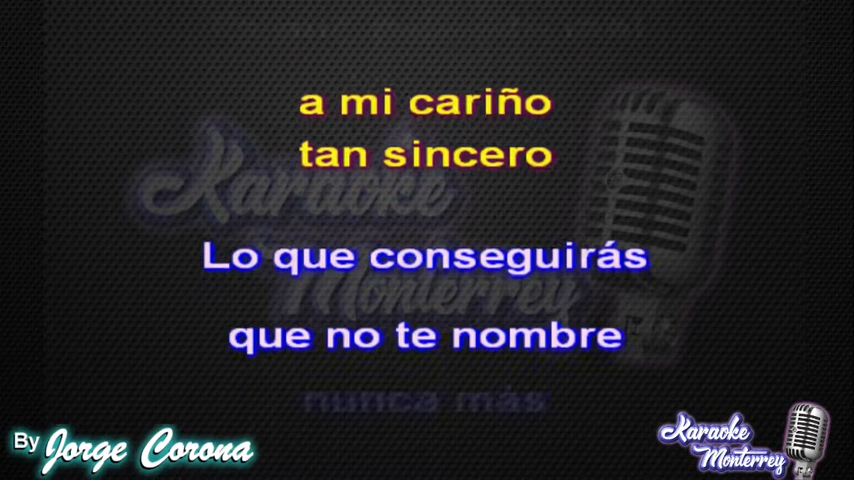 a mi cariño
tan sincero
Karaoke
Lo que conseguirás
Monterrey
que no te nombre
nunca más
By Jorge Corona
Karaoke
Monterrey